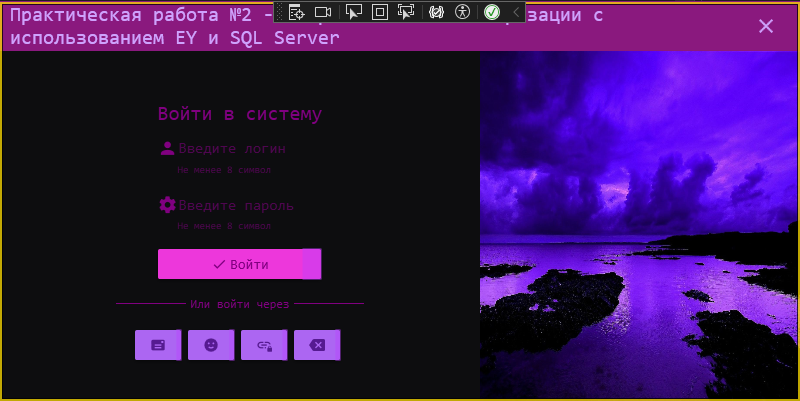 Практическая работа №2 - зации с
использованием EY и SQL Server
Войти в систему
Введите логин
Не менее 8 символ
Введите пароль
Не менее 8 символ
Войти
Или войти через